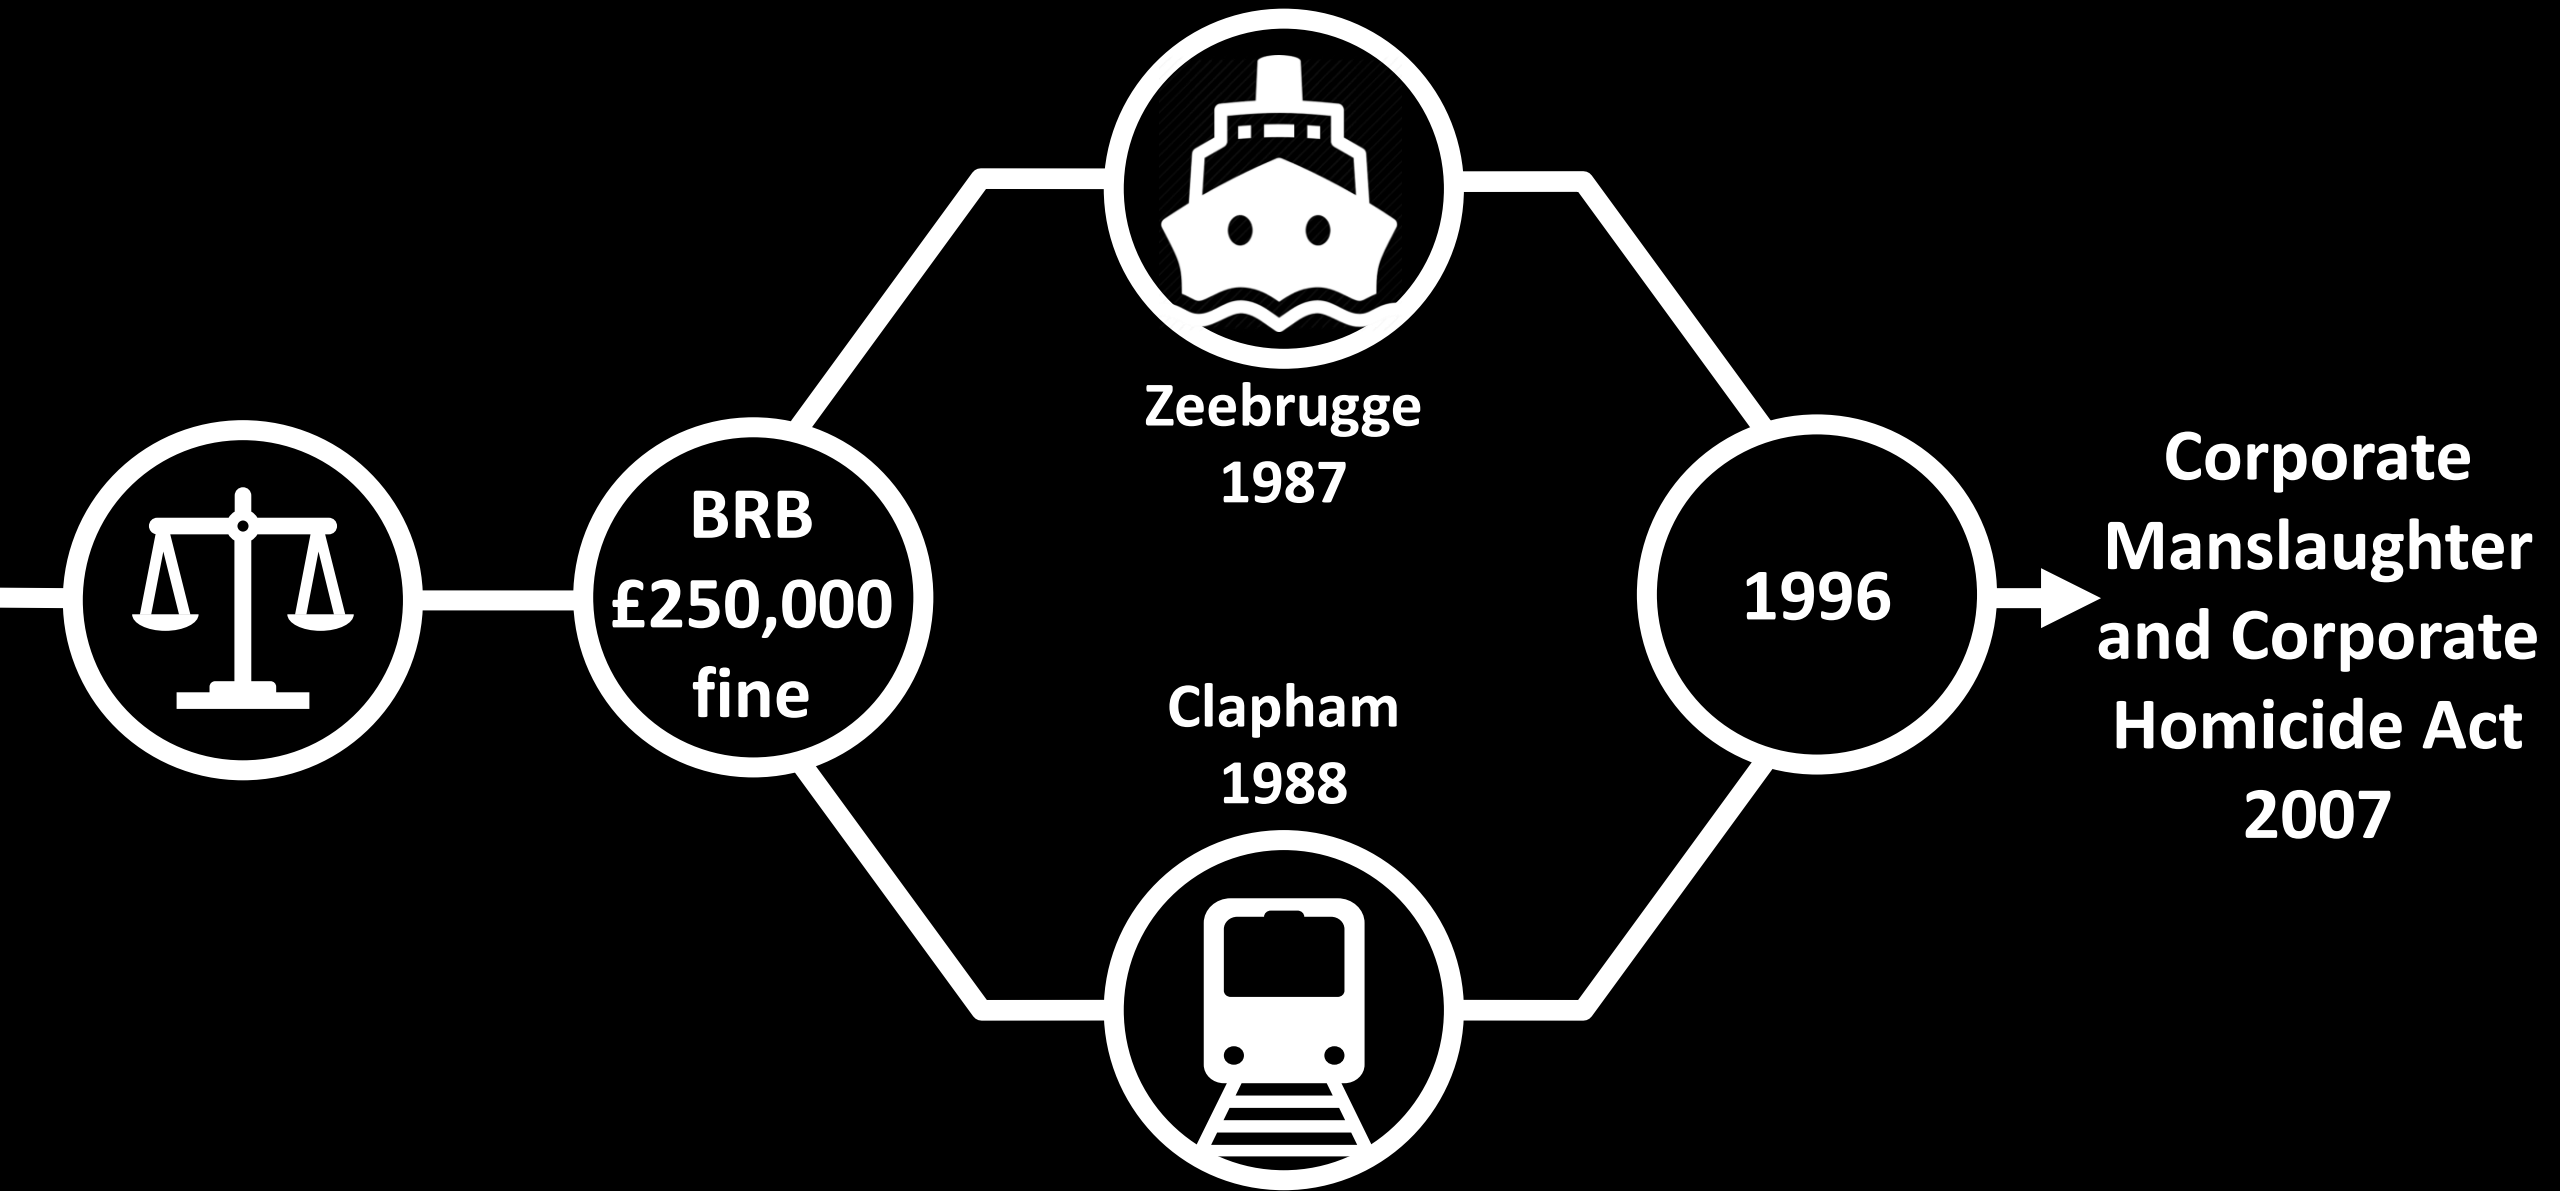 BRB
£250,000
fine
Zeebrugge
1987
Clapham
1988
1996
Corporate
Manslaughter
and Corporate
Homicide Act
2007